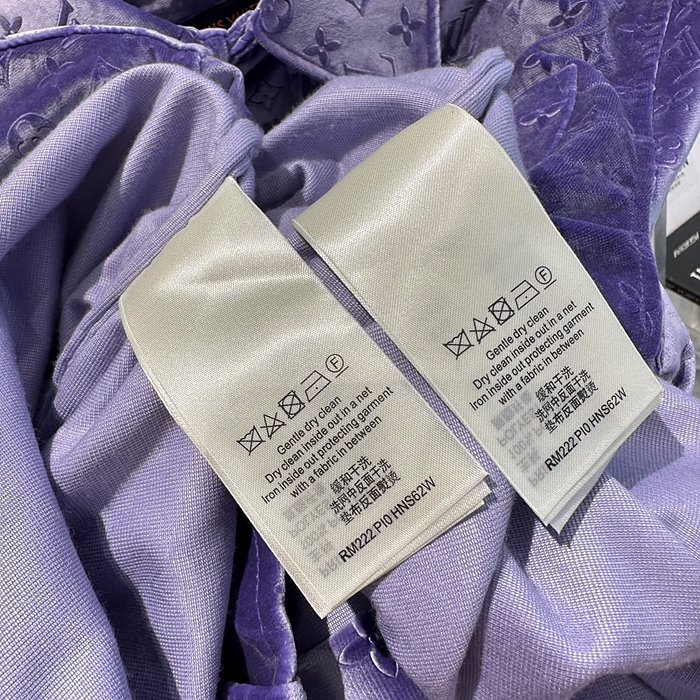 Gentle dry clean
Dry clean inside out in a net
Iron inside out protecting garment
with a fabric in between
缓和干洗
洗网中反面干洗
垫布反面熨烫
RM222 PI0 HNS62W
Gentle dry clean
Dry clean inside out in a net
Iron inside out protecting garment
with a fabric in between
缓和干洗
洗网中反面干洗
垫布反面熨烫
RM222 PI0 HNS62W